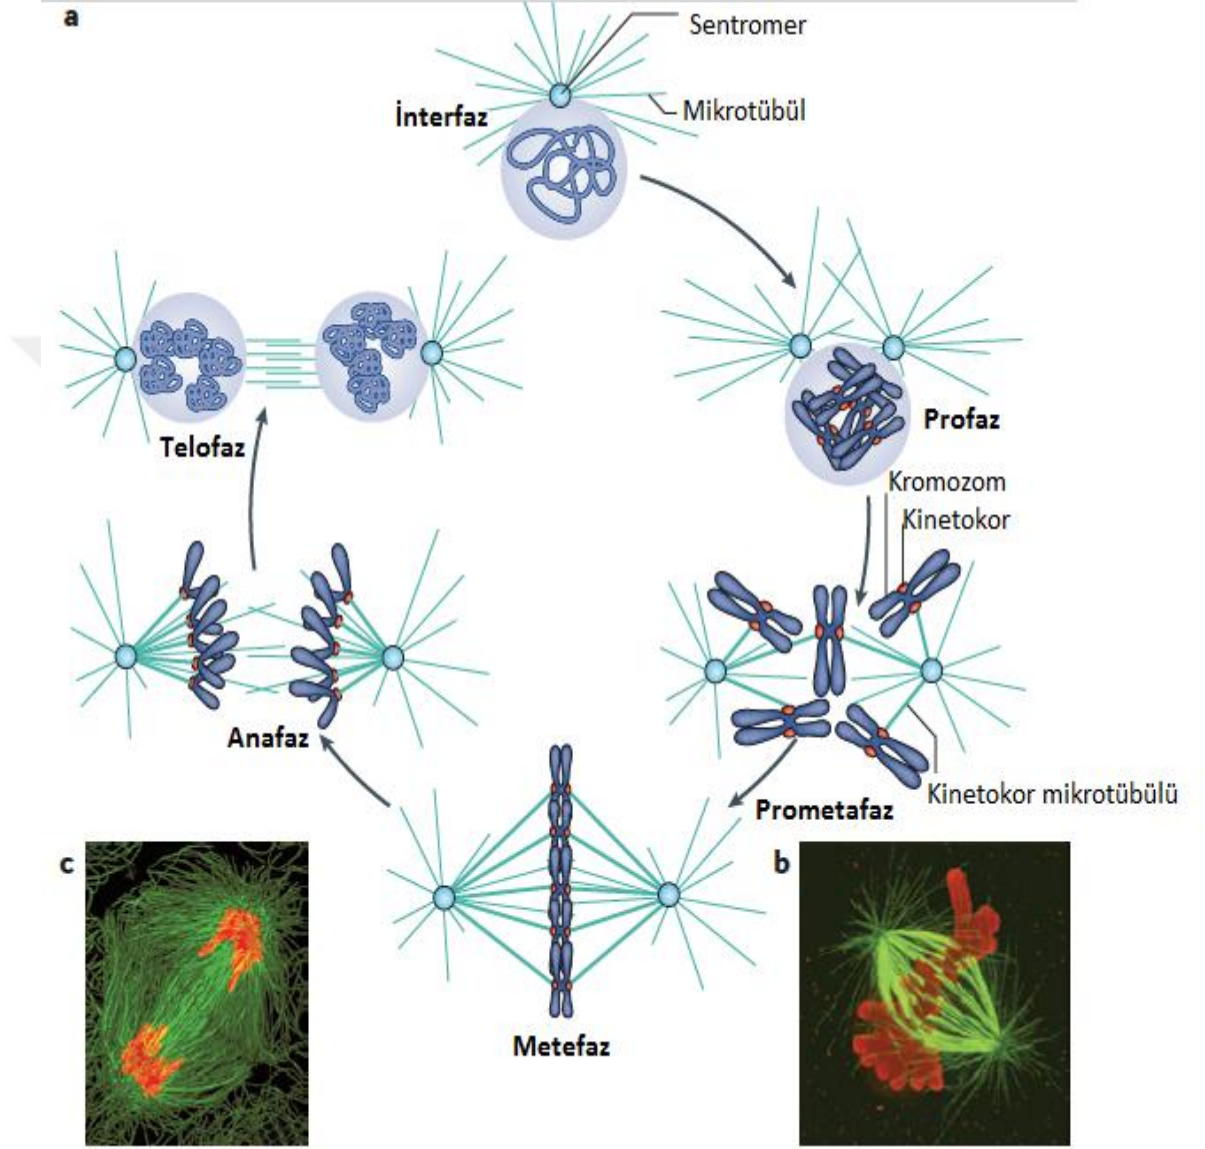 a
Sentromer
Mikrotübül
İnterfaz
Profaz
Telofaz
Kromozom
Kinetokor
Anafaz
Kinetokor mikrotübülü
Prometafaz
c
b
Metefaz